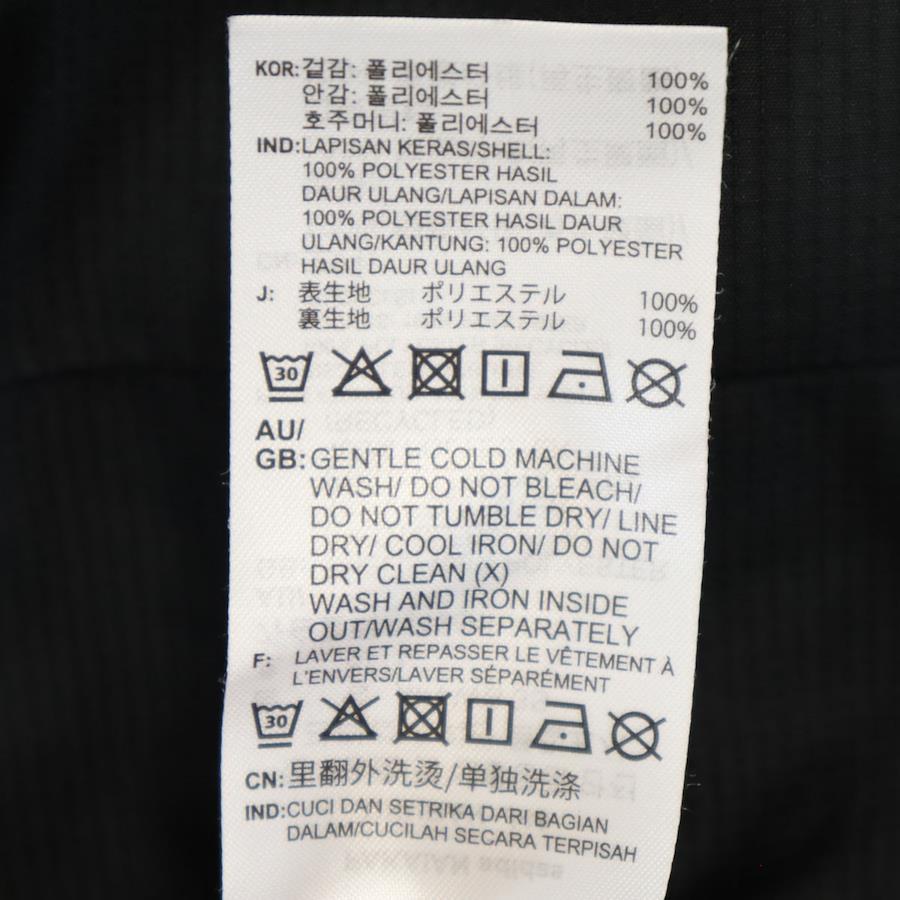 KOR: 겉감: 폴리에스터 100%
안감: 폴리에스터 100%
호주머니: 폴리에스터 100%
IND: LAPISAN KERAS/SHELL:
100% POLYESTER HASIL
DAUR ULANG/LAPISAN DALAM:
100% POLYESTER HASIL DAUR
ULANG/KANTUNG: 100% POLYESTER
HASIL DAUR ULANG
J: 表生地 ポリエステル 100%
裏生地 ポリエステル 100%
30
AU/
GB: GENTLE COLD MACHINE
WASH/ DO NOT BLEACH/
DO NOT TUMBLE DRY/ LINE
DRY/ COOL IRON/ DO NOT
DRY CLEAN (X)
WASH AND IRON INSIDE
OUT/WASH SEPARATELY
F: LAVER ET REPASSER LE VÊTEMENT À
L'ENVERS/LAVER SÉPARÉMENT
30
CN: 里翻外洗烫/单独洗涤
IND: CUCI DAN SETRIKA DARI BAGIAN
DALAM/CUCILAH SECARA TERPISAH